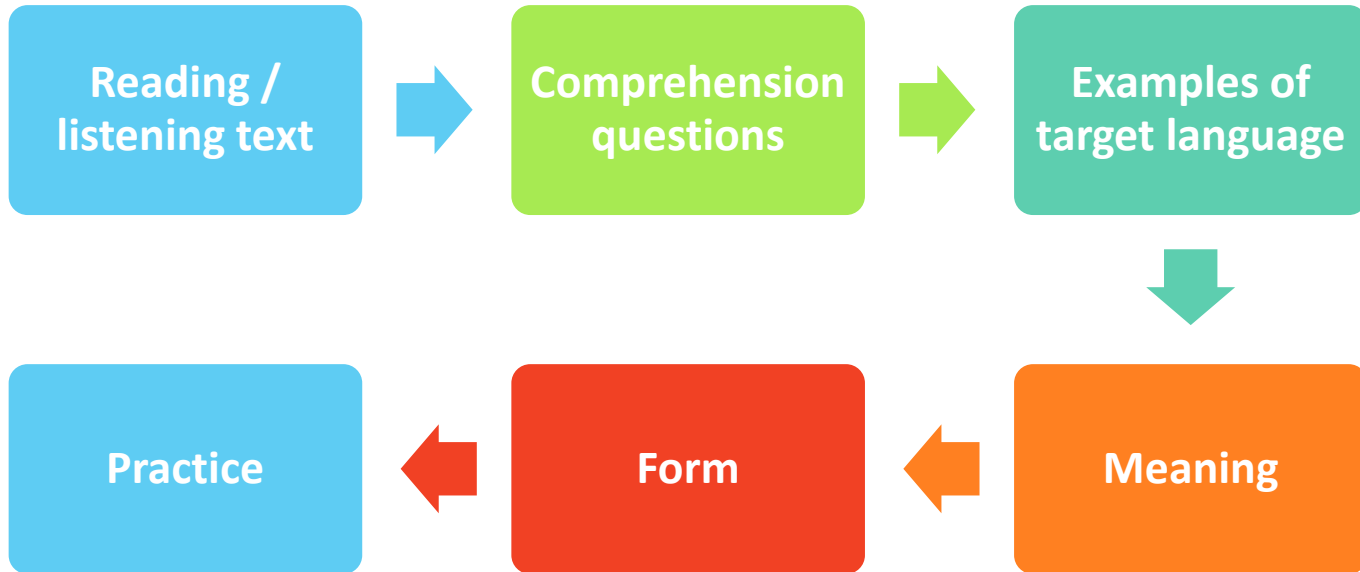 Reading /
listening text
Comprehension
questions
Examples of
target language
Meaning
Form
Practice